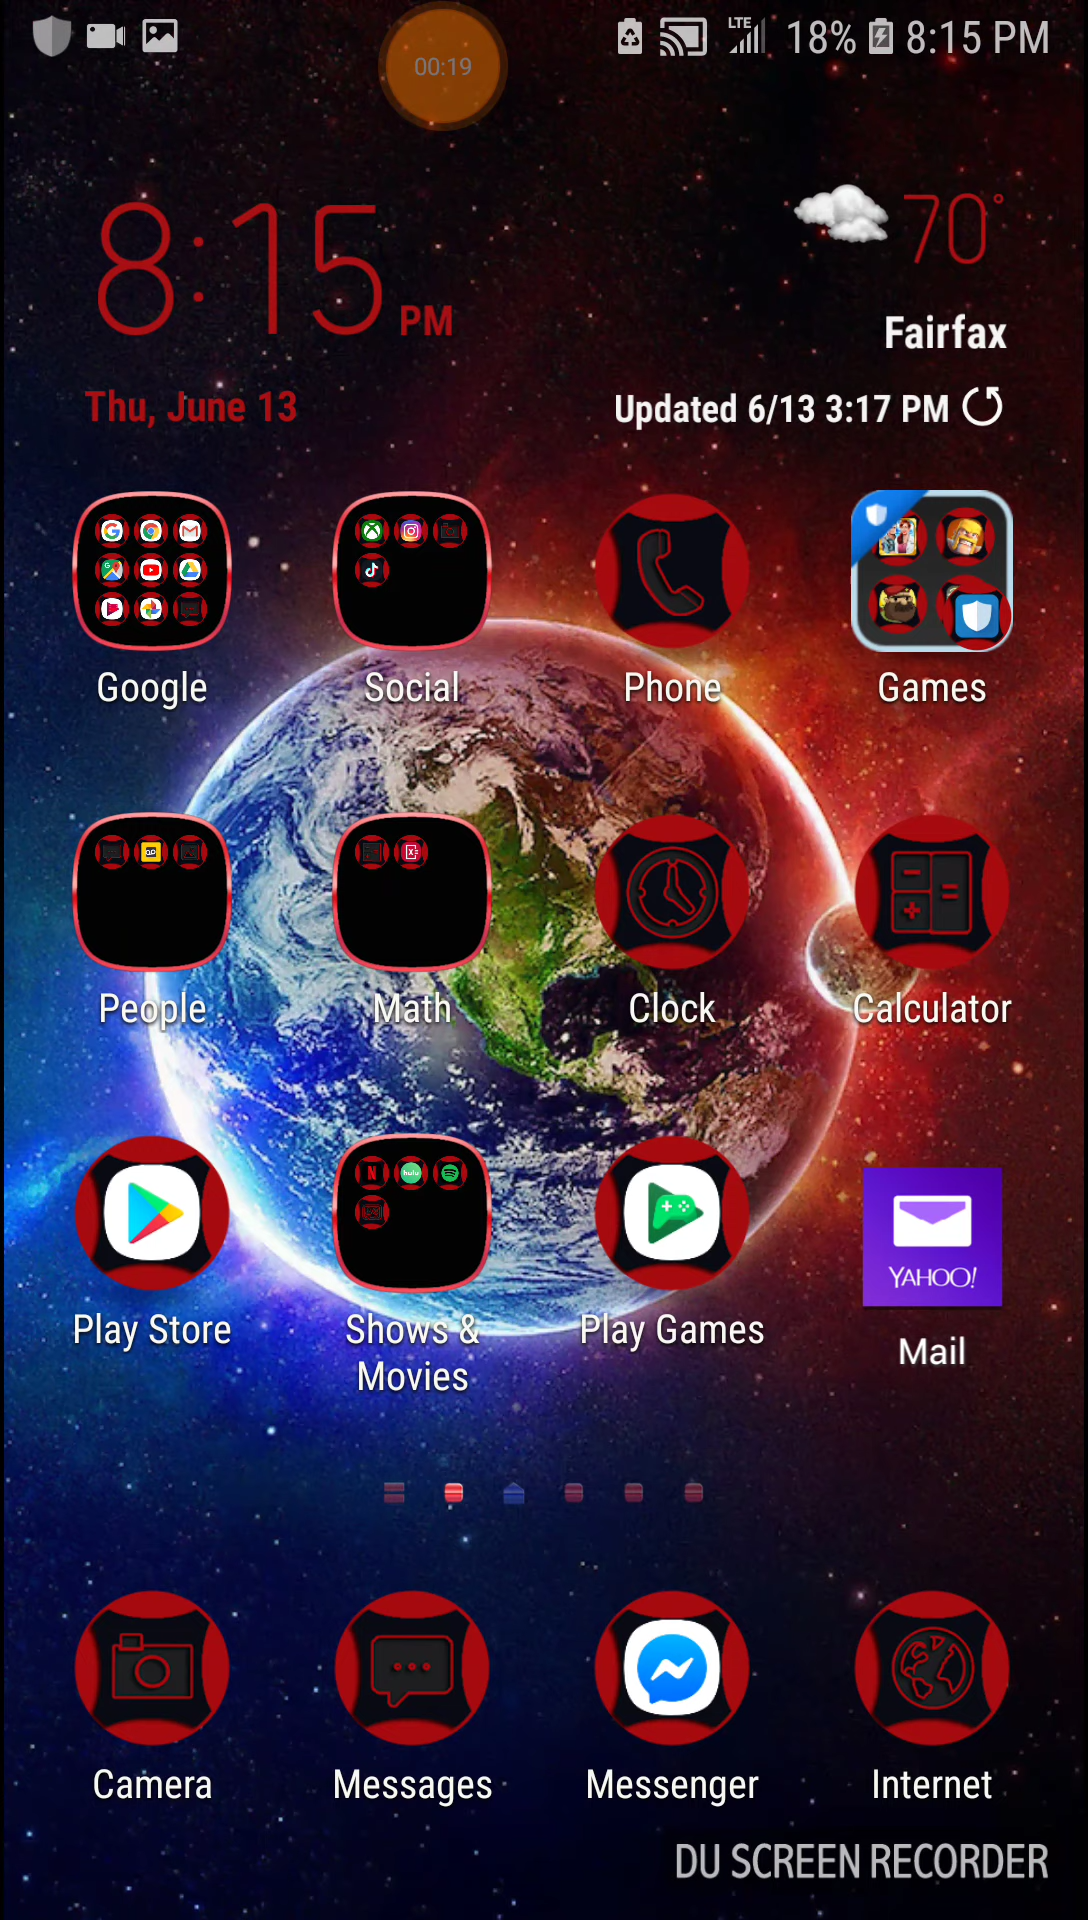 00:19
LTE 18% 8:15 PM
8:15 PM
70°
Fairfax
Thu, June 13
Updated 6/13 3:17 PM
Google Social Phone Games
hulu
People Math Clock Calculator
YAHOO!
Play Store Shows & Movies Play Games Mail
Camera Messages Messenger Internet
DU SCREEN RECORDER